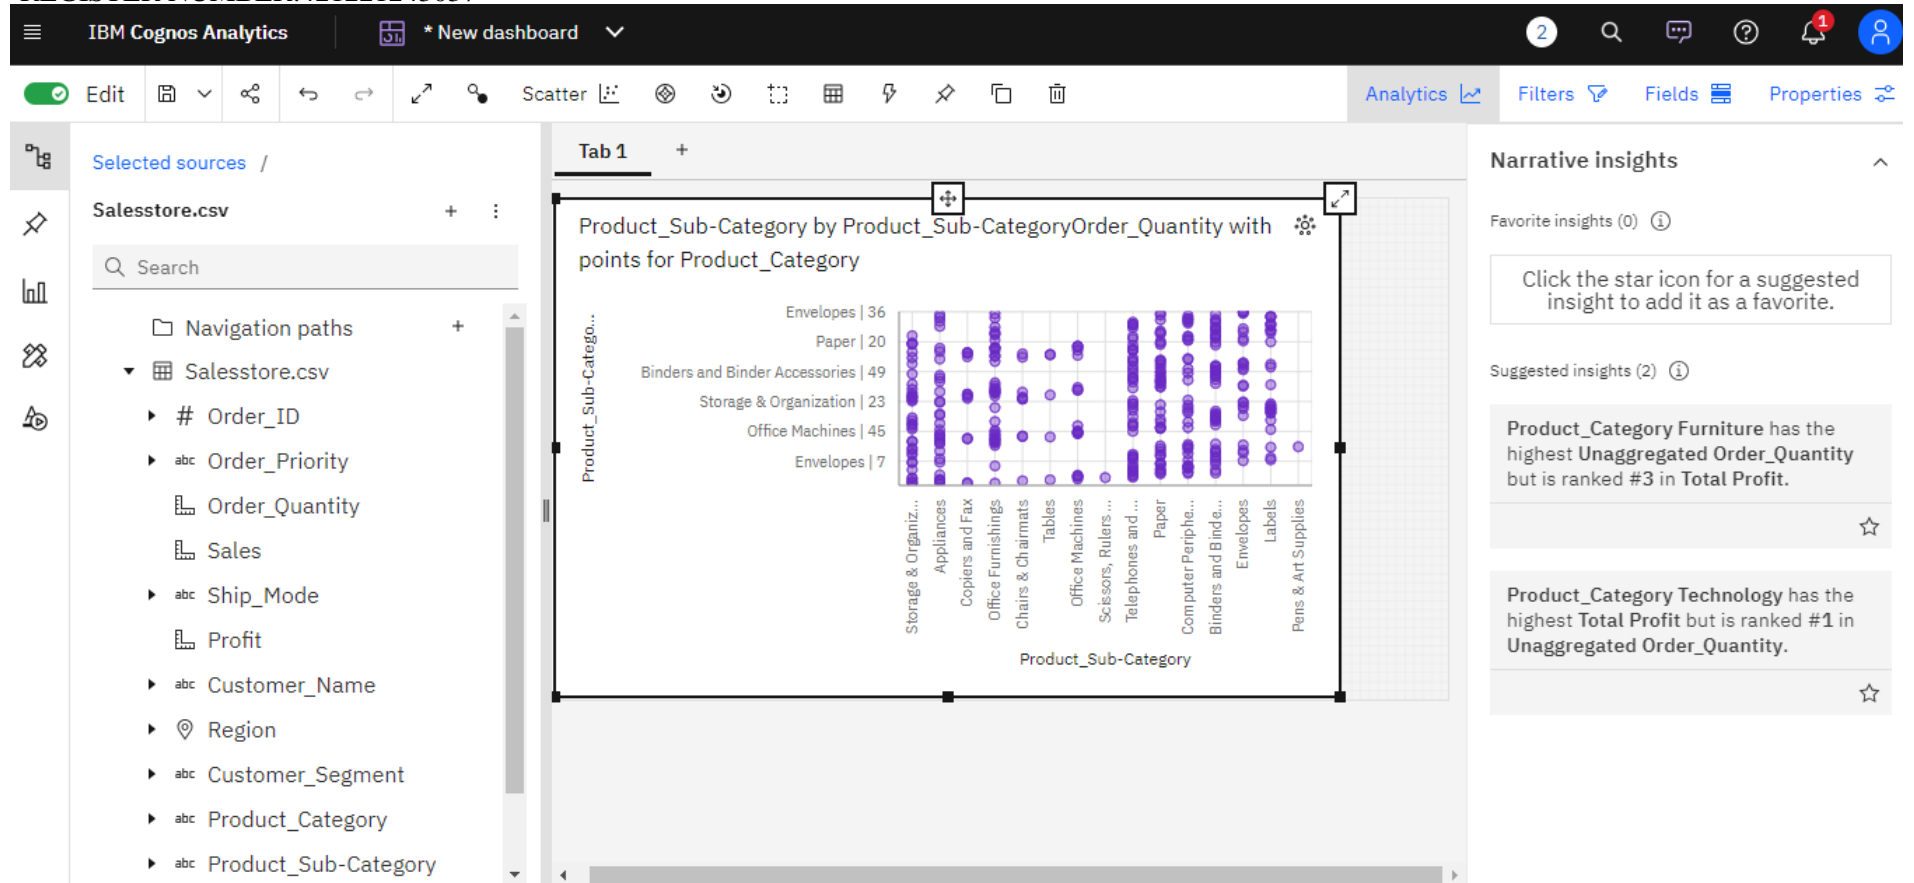 IBM Cognos Analytics
* New dashboard
2
1
Edit
Scatter
Analytics
Filters
Fields
Properties
Selected sources /
Salesstore.csv
Search
Navigation paths
Salesstore.csv
# Order_ID
abc Order_Priority
Order_Quantity
Sales
abc Ship_Mode
Profit
abc Customer_Name
Region
abc Customer_Segment
abc Product_Category
abc Product_Sub-Category
Tab 1
Product_Sub-Category by Product_Sub-CategoryOrder_Quantity with
points for Product_Category
Product_Sub-Catego...
Envelopes | 36
Paper | 20
Binders and Binder Accessories | 49
Storage & Organization | 23
Office Machines | 45
Envelopes | 7
Storage & Organiz...
Appliances
Copiers and Fax
Office Furnishings
Chairs & Chairmats
Tables
Office Machines
Scissors, Rulers ...
Telephones and ...
Paper
Computer Periphe...
Binders and Binde...
Envelopes
Labels
Pens & Art Supplies
Product_Sub-Category
Narrative insights
Favorite insights (0)
Click the star icon for a suggested
insight to add it as a favorite.
Suggested insights (2)
Product_Category Furniture has the
highest Unaggregated Order_Quantity
but is ranked #3 in Total Profit.
Product_Category Technology has the
highest Total Profit but is ranked #1 in
Unaggregated Order_Quantity.